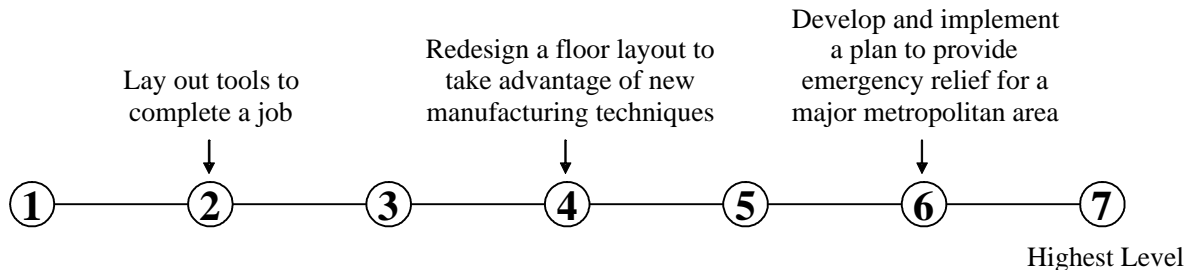 Lay out tools to
complete a job
Redesign a floor layout to
take advantage of new
manufacturing techniques
Develop and implement
a plan to provide
emergency relief for a
major metropolitan area
1 2 3 4 5 6 7
Highest Level